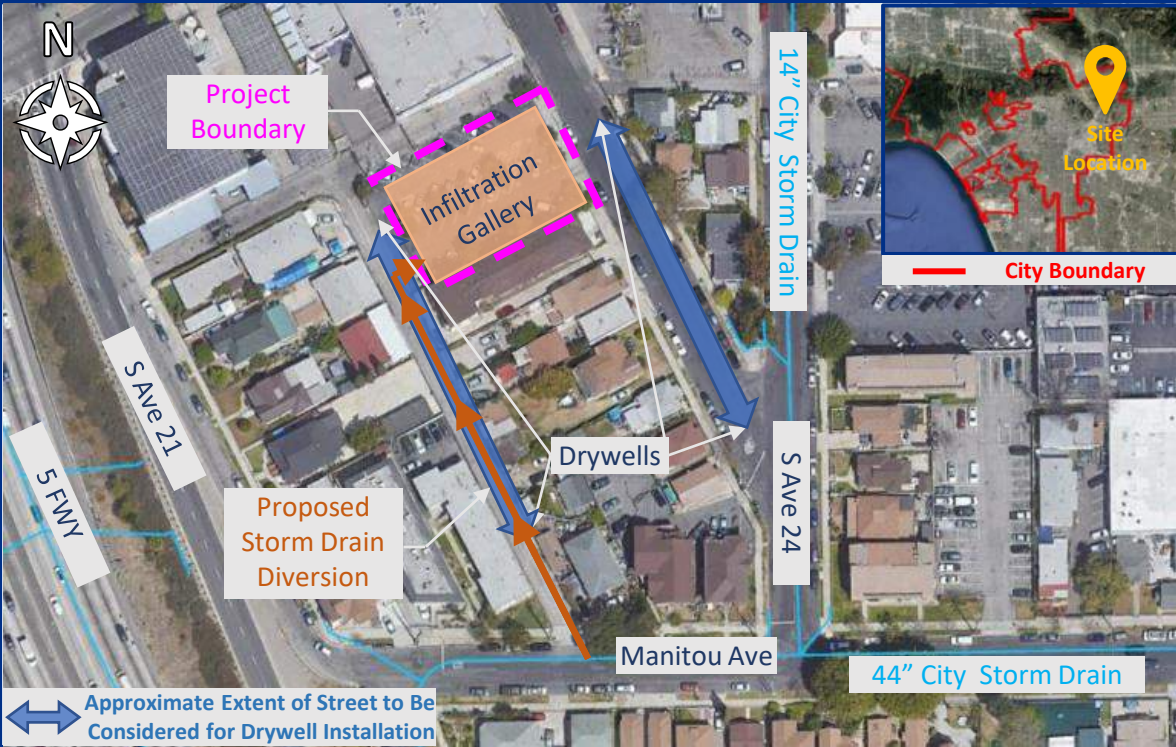 N
Project
Boundary
Infiltration
Gallery
14” City Storm Drain
Site
Location
City Boundary
S Ave 21
5 FWY
Drywells
Proposed
Storm Drain
Diversion
S Ave 24
Manitou Ave
44” City Storm Drain
Approximate Extent of Street to Be
Considered for Drywell Installation